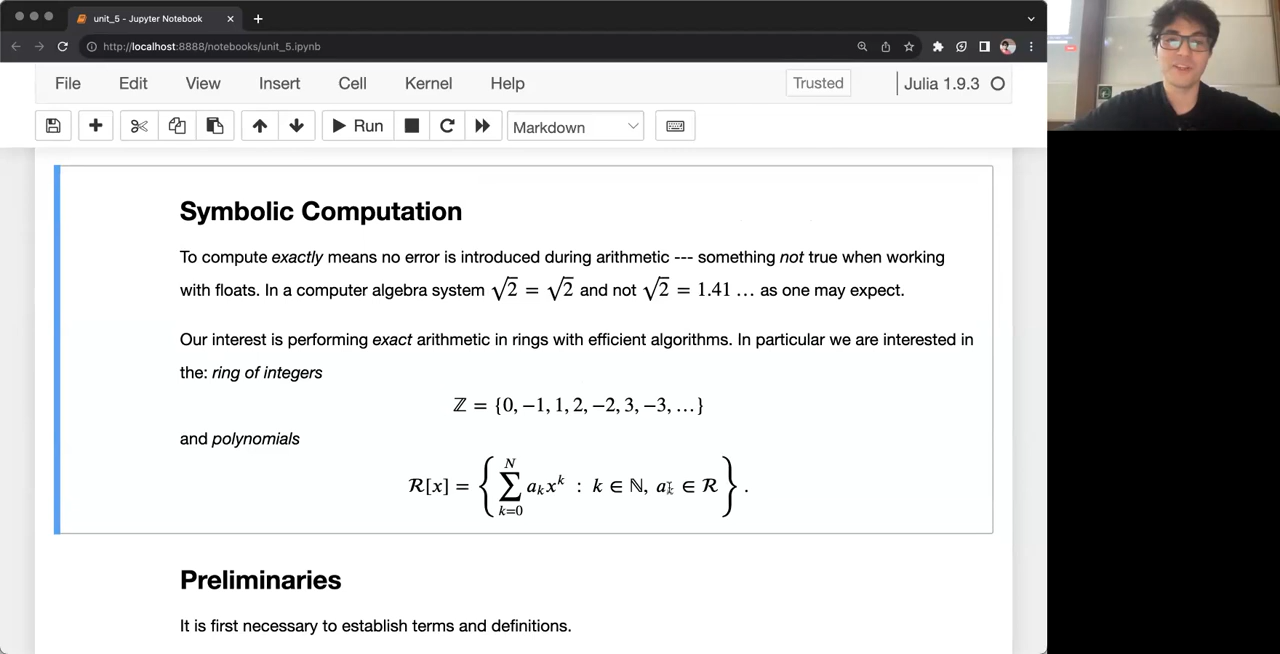 unit_5 - Jupyter Notebook
http://localhost:8888/notebooks/unit_5.ipynb
File Edit View Insert Cell Kernel Help Trusted Julia 1.9.3
Run Markdown
Symbolic Computation
To compute exactly means no error is introduced during arithmetic --- something not true when working
with floats. In a computer algebra system √2 = √2 and not √2 = 1.41 … as one may expect.
Our interest is performing exact arithmetic in rings with efficient algorithms. In particular we are interested in
the: ring of integers
ℤ = {0, −1, 1, 2, −2, 3, −3, …}
and polynomials
ℛ[x] = { ∑_{k=0}^{N} a_k x^k : k ∈ ℕ, a_k ∈ ℛ } .
Preliminaries
It is first necessary to establish terms and definitions.